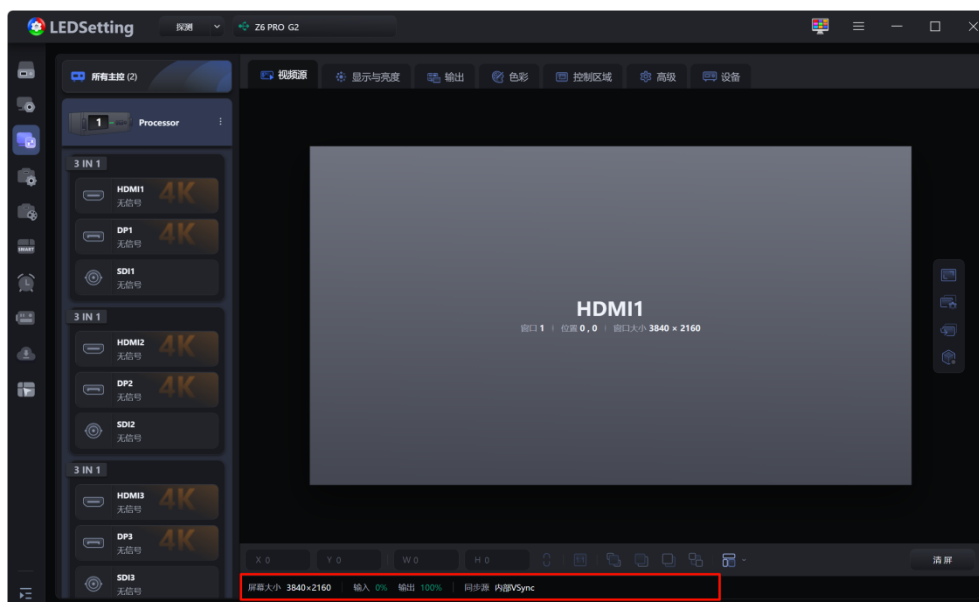 LEDSetting 探测 Z6 PRO G2
所有主控 (2)
视频源 显示与亮度 输出 色彩 控制区域 高级 设备
1 Processor
3 IN 1
HDMI1 4K
无信号
DP1 4K
无信号
SDI1
无信号
3 IN 1
HDMI2 4K
无信号
DP2 4K
无信号
SDI2
无信号
3 IN 1
HDMI3 4K
无信号
DP3 4K
无信号
SDI3
无信号
SMART
HDMI1
窗口 1 | 位置 0 , 0 | 窗口大小 3840 × 2160
X 0 Y 0 W 0 H 0 清屏
屏幕大小 3840×2160 输入 0% 输出 100% 同步源 内部VSync